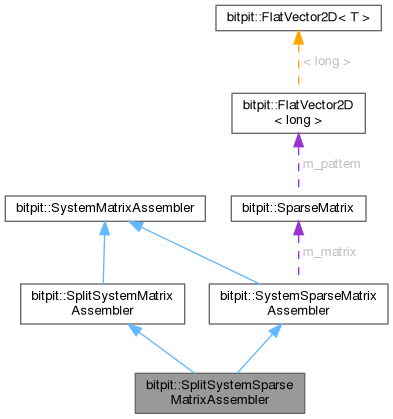 bitpit::FlatVector2D< T >
< long >
bitpit::FlatVector2D
< long >
m_pattern
bitpit::SystemMatrixAssembler
bitpit::SparseMatrix
m_matrix
bitpit::SplitSystemMatrix
Assembler
bitpit::SystemSparseMatrix
Assembler
bitpit::SplitSystemSparse
MatrixAssembler